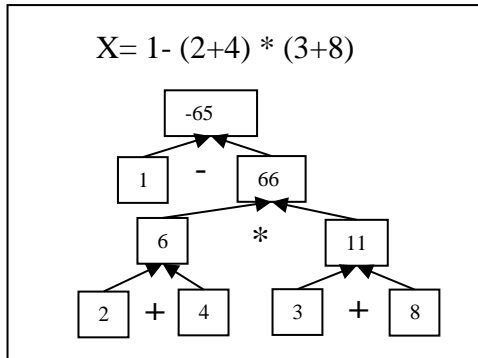 X= 1- (2+4) * (3+8)
-65
1 - 66
6 * 11
2 + 4 3 + 8